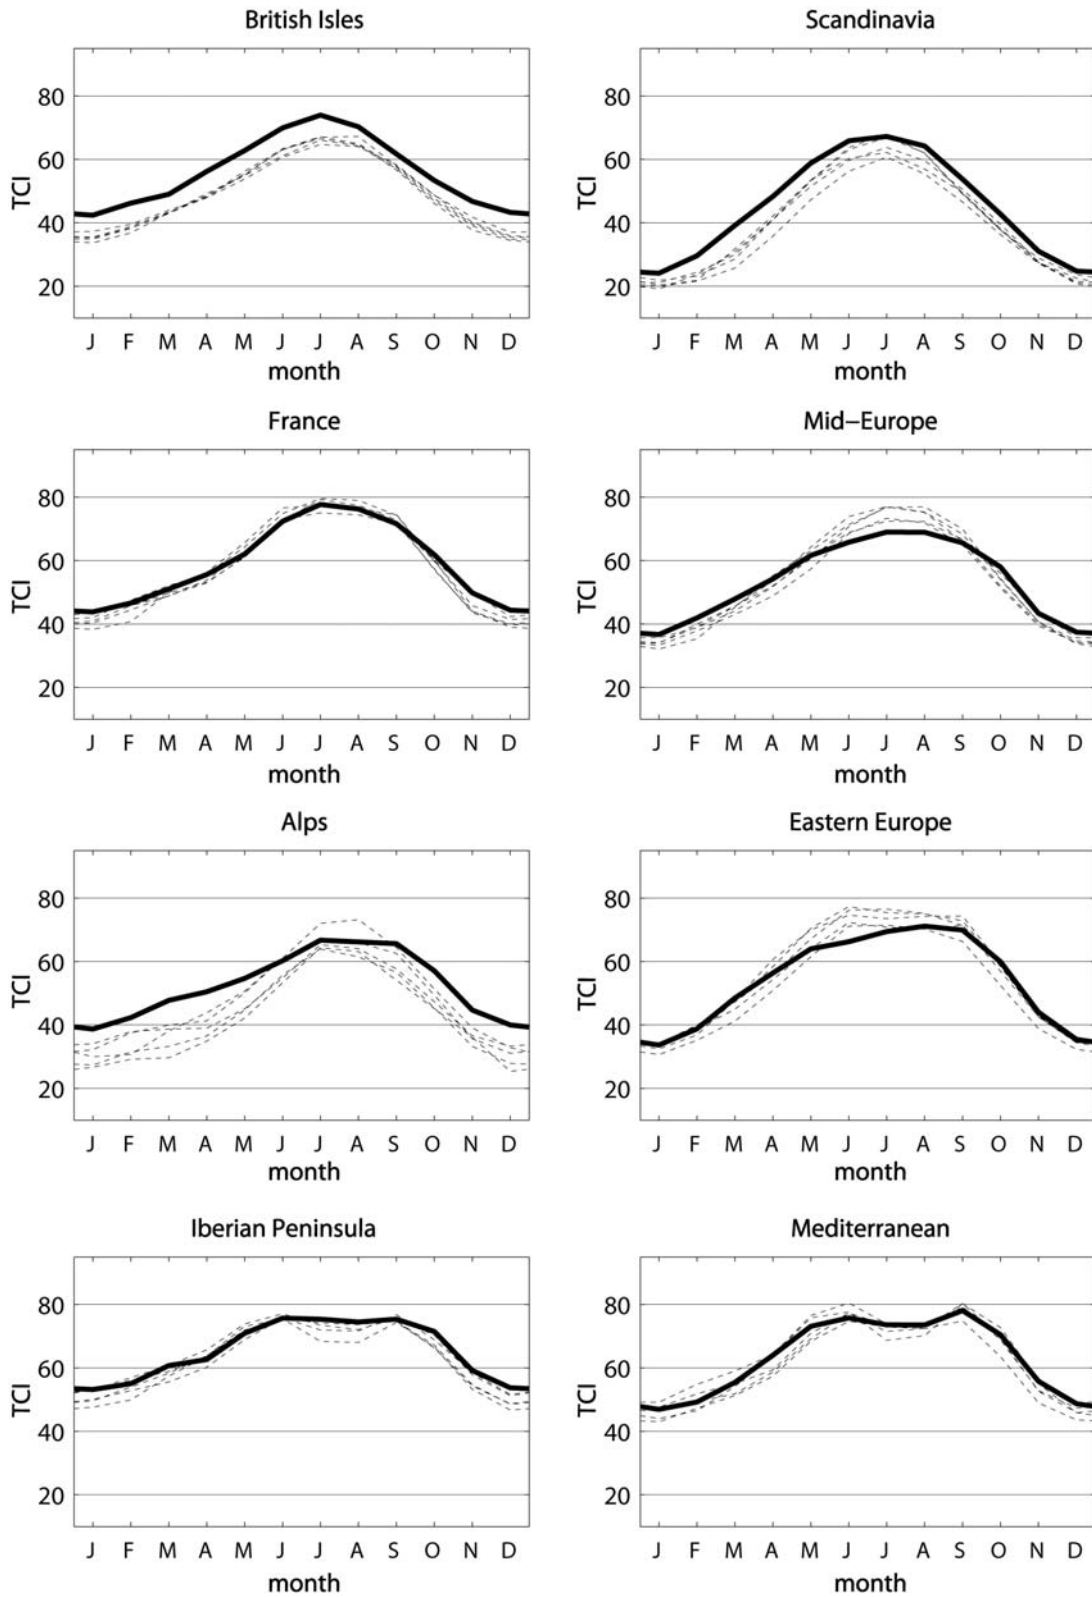 British Isles
TCI
80
60
40
20
J F M A M J J A S O N D
month
Scandinavia
TCI
80
60
40
20
J F M A M J J A S O N D
month
France
TCI
80
60
40
20
J F M A M J J A S O N D
month
Mid–Europe
TCI
80
60
40
20
J F M A M J J A S O N D
month
Alps
TCI
80
60
40
20
J F M A M J J A S O N D
month
Eastern Europe
TCI
80
60
40
20
J F M A M J J A S O N D
month
Iberian Peninsula
TCI
80
60
40
20
J F M A M J J A S O N D
month
Mediterranean
TCI
80
60
40
20
J F M A M J J A S O N D
month